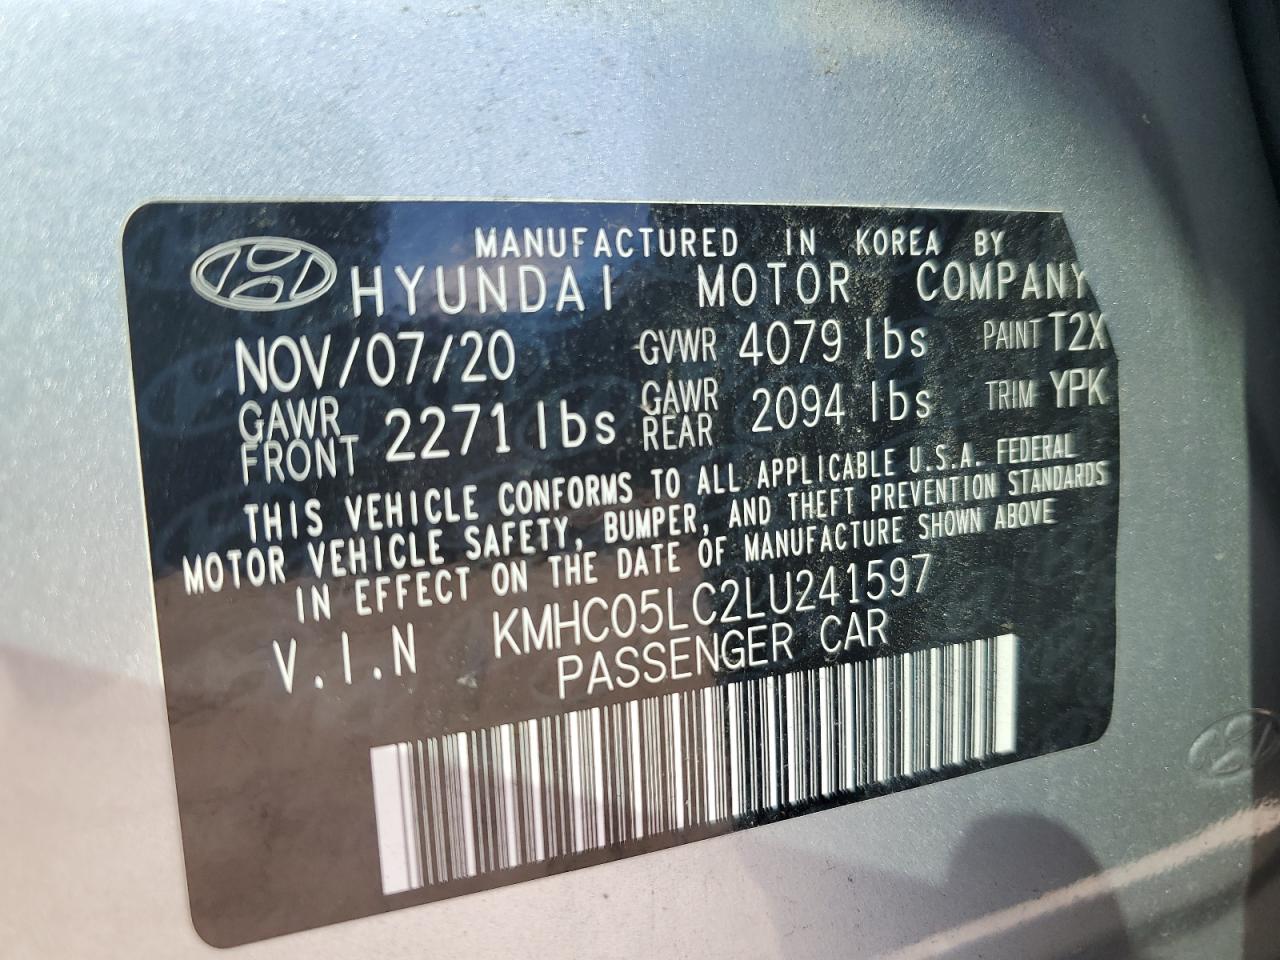 MANUFACTURED IN KOREA BY
HYUNDAI MOTOR COMPANY
NOV/07/20 GVWR 4079 lbs PAINT T2X
GAWR FRONT 2271 lbs GAWR REAR 2094 lbs TRIM YPK
THIS VEHICLE CONFORMS TO ALL APPLICABLE U.S.A. FEDERAL
MOTOR VEHICLE SAFETY, BUMPER, AND THEFT PREVENTION STANDARDS
IN EFFECT ON THE DATE OF MANUFACTURE SHOWN ABOVE
V.I.N KMHC05LC2LU241597
PASSENGER CAR